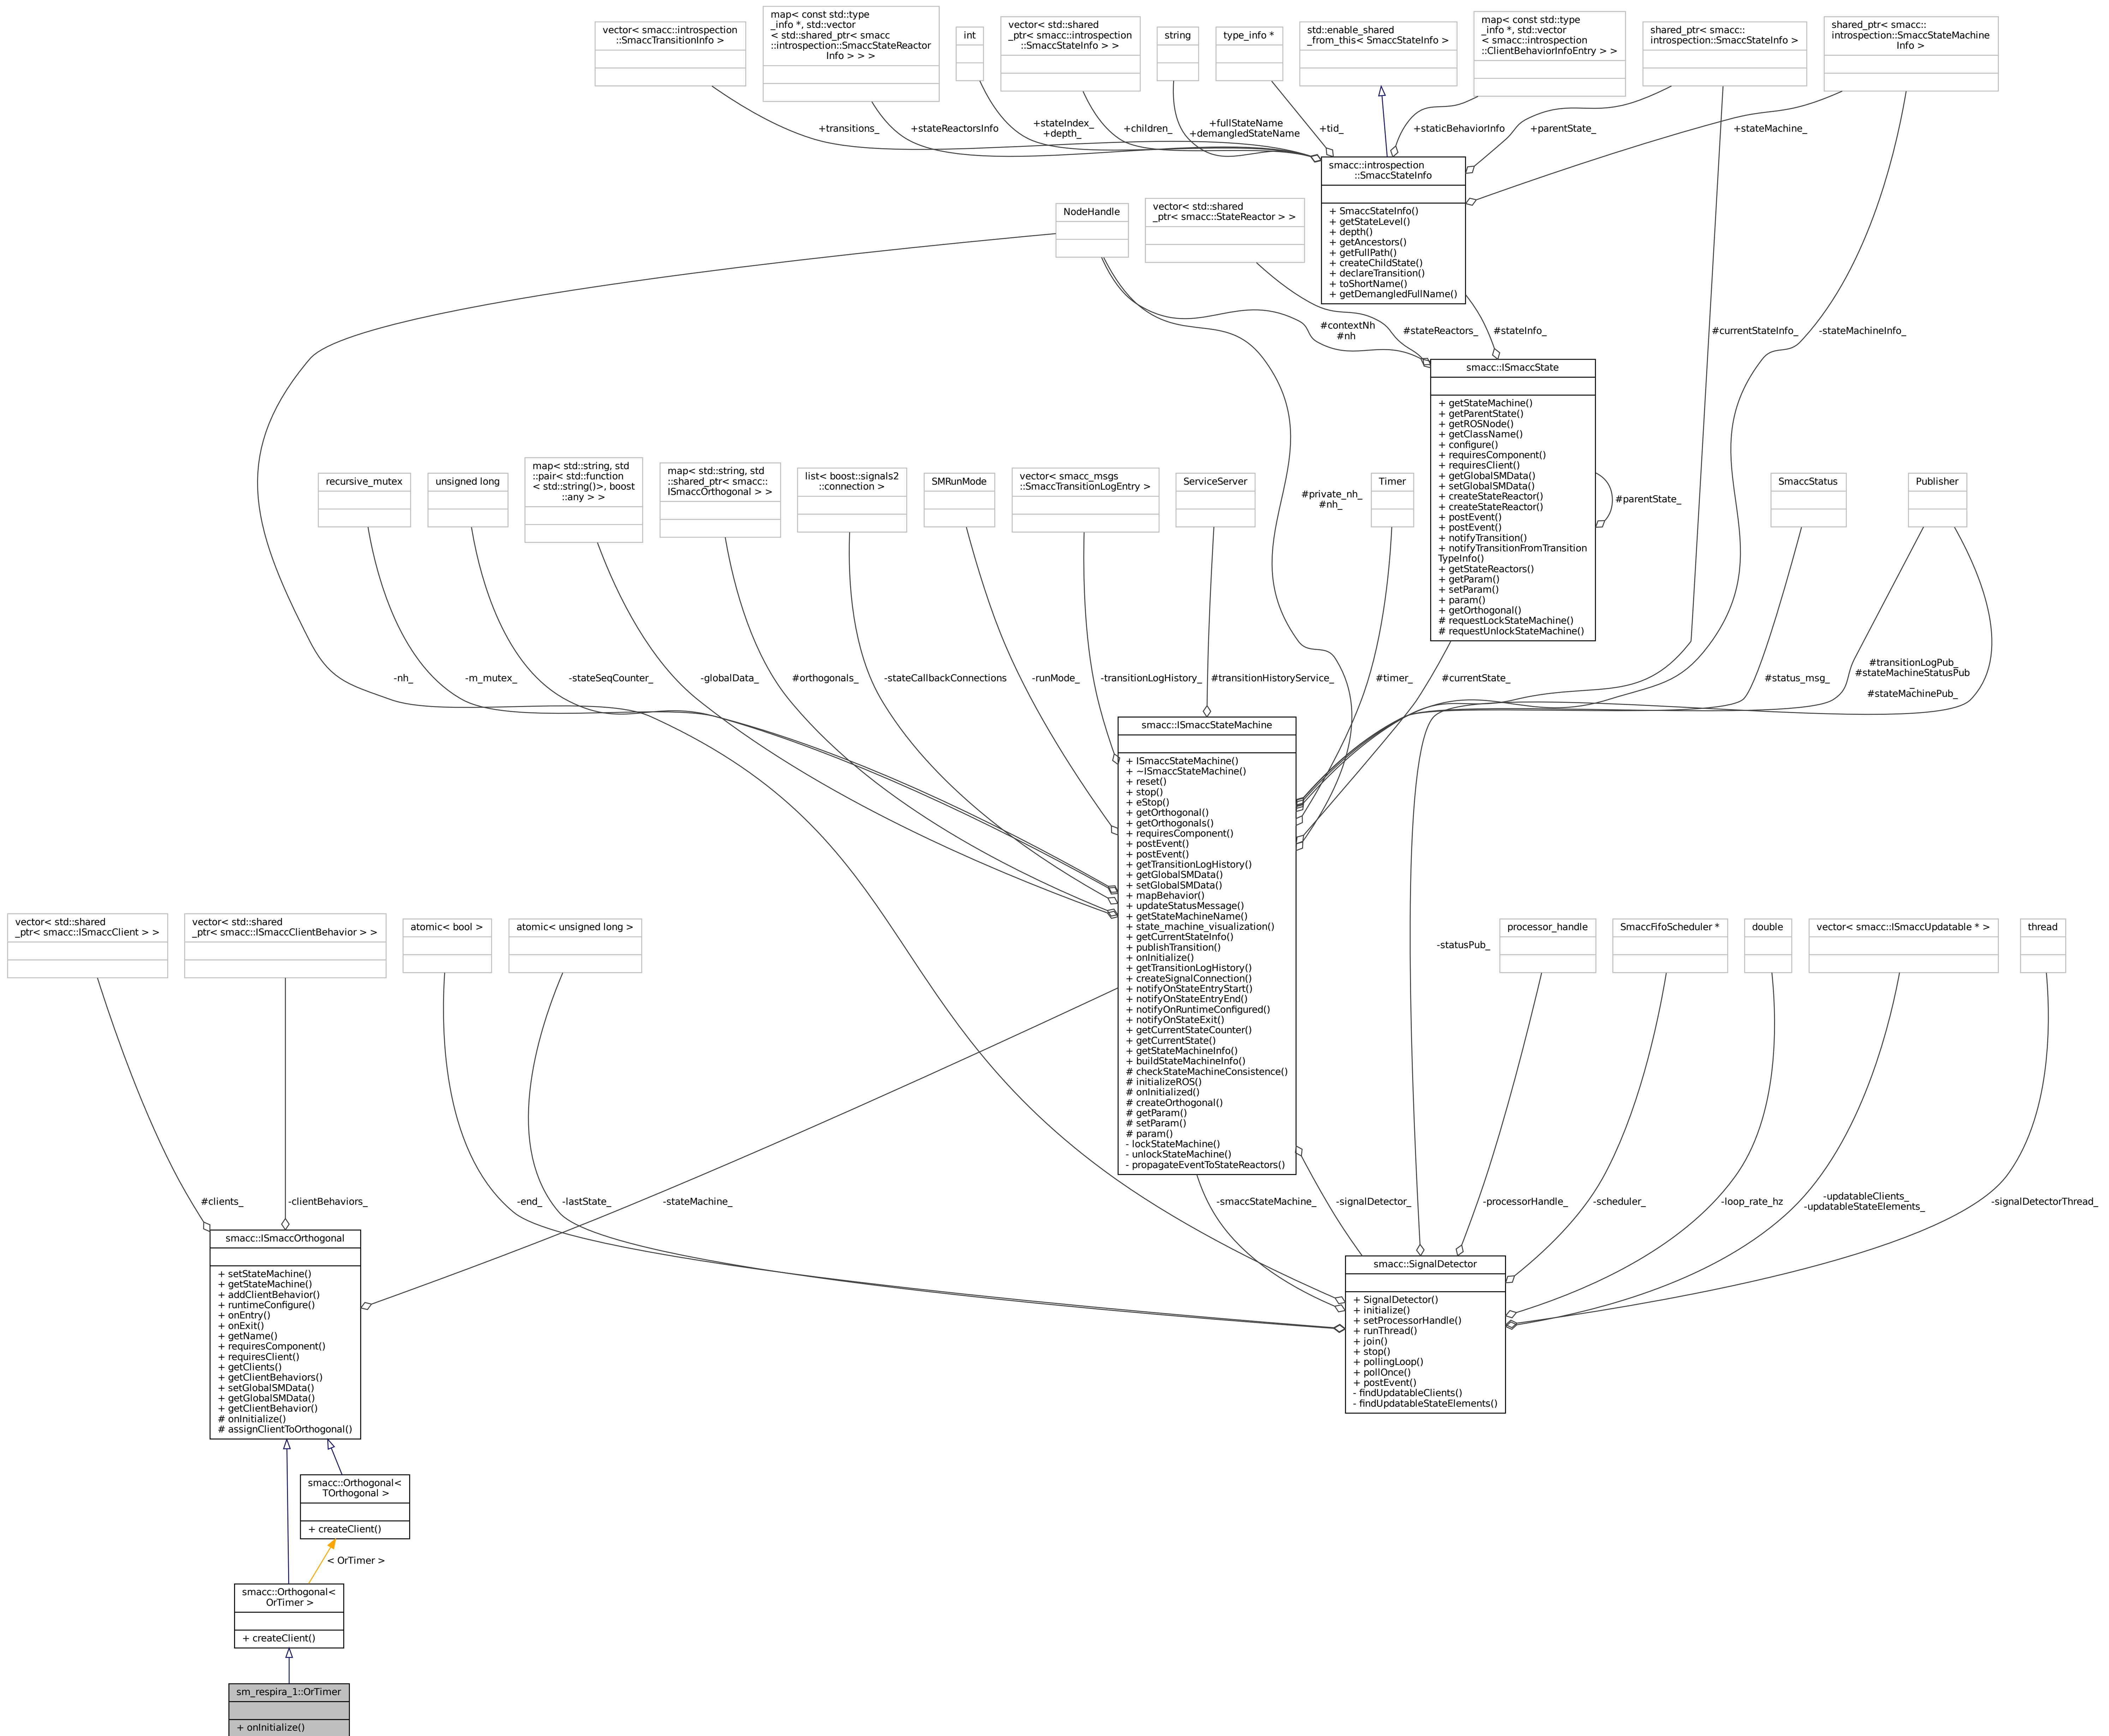 vector< smacc::introspection
::SmaccTransitionInfo >
map< const std::type
_info *, std::vector
< std::shared_ptr< smacc
::introspection::SmaccStateReactor
Info > > >
int
vector< std::shared
_ptr< smacc::introspection
::SmaccStateInfo > >
string
type_info *
std::enable_shared
_from_this< SmaccStateInfo >
map< const std::type
_info *, std::vector
< smacc::introspection
::ClientBehaviorInfoEntry > >
shared_ptr< smacc::
introspection::SmaccStateInfo >
shared_ptr< smacc::
introspection::SmaccStateMachine
Info >
+transitions_
+stateReactorsInfo
+stateIndex_
+depth_
+children_
+fullStateName
+demangledStateName
+tid_
+staticBehaviorInfo
+parentState_
+stateMachine_
smacc::introspection
::SmaccStateInfo
+ SmaccStateInfo()
+ getStateLevel()
+ depth()
+ getAncestors()
+ getFullPath()
+ createChildState()
+ declareTransition()
+ toShortName()
+ getDemangledFullName()
NodeHandle
vector< std::shared
_ptr< smacc::StateReactor > >
#contextNh
#nh
#stateReactors_
#stateInfo_
#currentStateInfo_
-stateMachineInfo_
smacc::ISmaccState
+ getStateMachine()
+ getParentState()
+ getROSNode()
+ getClassName()
+ configure()
+ requiresComponent()
+ requiresClient()
+ getGlobalSMData()
+ setGlobalSMData()
+ createStateReactor()
+ createStateReactor()
+ postEvent()
+ postEvent()
+ notifyTransition()
+ notifyTransitionFromTransition
TypeInfo()
+ getStateReactors()
+ getParam()
+ setParam()
+ param()
+ getOrthogonal()
# requestLockStateMachine()
# requestUnlockStateMachine()
#parentState_
recursive_mutex
unsigned long
map< std::string, std
::pair< std::function
< std::string()>, boost
::any > >
map< std::string, std
::shared_ptr< smacc::
ISmaccOrthogonal > >
list< boost::signals2
::connection >
SMRunMode
vector< smacc_msgs
::SmaccTransitionLogEntry >
ServiceServer
#private_nh_
#nh_
Timer
SmaccStatus
Publisher
-nh_
-m_mutex_
-stateSeqCounter_
-globalData_
#orthogonals_
-stateCallbackConnections
-runMode_
-transitionLogHistory_
#transitionHistoryService_
#timer_
#currentState_
#status_msg_
#transitionLogPub_
#stateMachineStatusPub
_
#stateMachinePub_
smacc::ISmaccStateMachine
+ ISmaccStateMachine()
+ ~ISmaccStateMachine()
+ reset()
+ stop()
+ eStop()
+ getOrthogonal()
+ getOrthogonals()
+ requiresComponent()
+ postEvent()
+ postEvent()
+ getTransitionLogHistory()
+ getGlobalSMData()
+ setGlobalSMData()
+ mapBehavior()
+ updateStatusMessage()
+ getStateMachineName()
+ state_machine_visualization()
+ getCurrentStateInfo()
+ publishTransition()
+ onInitialize()
+ getTransitionLogHistory()
+ createSignalConnection()
+ notifyOnStateEntryStart()
+ notifyOnStateEntryEnd()
+ notifyOnRuntimeConfigured()
+ notifyOnStateExit()
+ getCurrentStateCounter()
+ getCurrentState()
+ getStateMachineInfo()
+ buildStateMachineInfo()
# checkStateMachineConsistence()
# initializeROS()
# onInitialized()
# createOrthogonal()
# getParam()
# setParam()
# param()
- lockStateMachine()
- unlockStateMachine()
- propagateEventToStateReactors()
vector< std::shared
_ptr< smacc::ISmaccClient > >
vector< std::shared
_ptr< smacc::ISmaccClientBehavior > >
atomic< bool >
atomic< unsigned long >
-statusPub_
processor_handle
SmaccFifoScheduler *
double
vector< smacc::ISmaccUpdatable * >
thread
#clients_
-clientBehaviors_
-end_
-lastState_
-stateMachine_
-smaccStateMachine_
-signalDetector_
-processorHandle_
-scheduler_
-loop_rate_hz
-updatableClients_
-updatableStateElements_
-signalDetectorThread_
smacc::ISmaccOrthogonal
+ setStateMachine()
+ getStateMachine()
+ addClientBehavior()
+ runtimeConfigure()
+ onEntry()
+ onExit()
+ getName()
+ requiresComponent()
+ requiresClient()
+ getClients()
+ getClientBehaviors()
+ setGlobalSMData()
+ getGlobalSMData()
+ getClientBehavior()
# onInitialize()
# assignClientToOrthogonal()
smacc::SignalDetector
+ SignalDetector()
+ initialize()
+ setProcessorHandle()
+ runThread()
+ join()
+ stop()
+ pollingLoop()
+ pollOnce()
+ postEvent()
- findUpdatableClients()
- findUpdatableStateElements()
smacc::Orthogonal<
TOrthogonal >
+ createClient()
< OrTimer >
smacc::Orthogonal<
OrTimer >
+ createClient()
sm_respira_1::OrTimer
+ onInitialize()